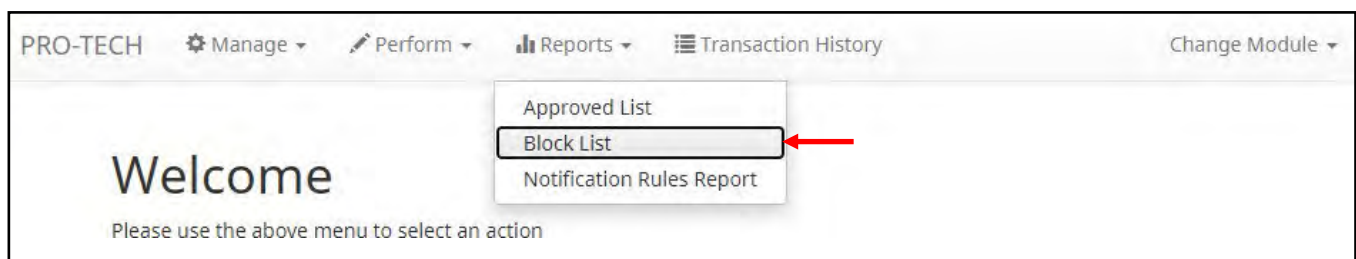 PRO-TECH Manage Perform Reports Transaction History Change Module
Approved List
Block List
Notification Rules Report
Welcome
Please use the above menu to select an action